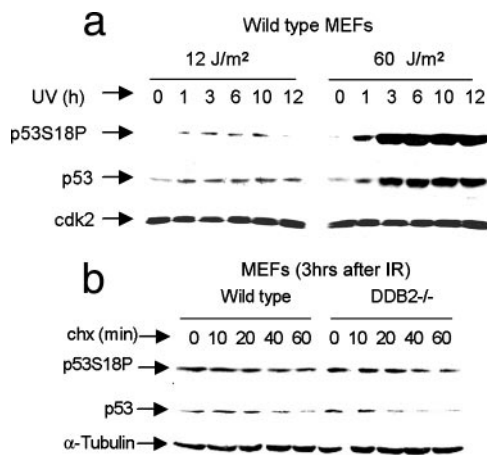 a
Wild type MEFs
12 J/m² 60 J/m²
UV (h) 0 1 3 6 10 12 0 1 3 6 10 12
p53S18P
p53
cdk2
b
MEFs (3hrs after IR)
Wild type DDB2-/-
chx (min) 0 10 20 40 60 0 10 20 40 60
p53S18P
p53
α-Tubulin